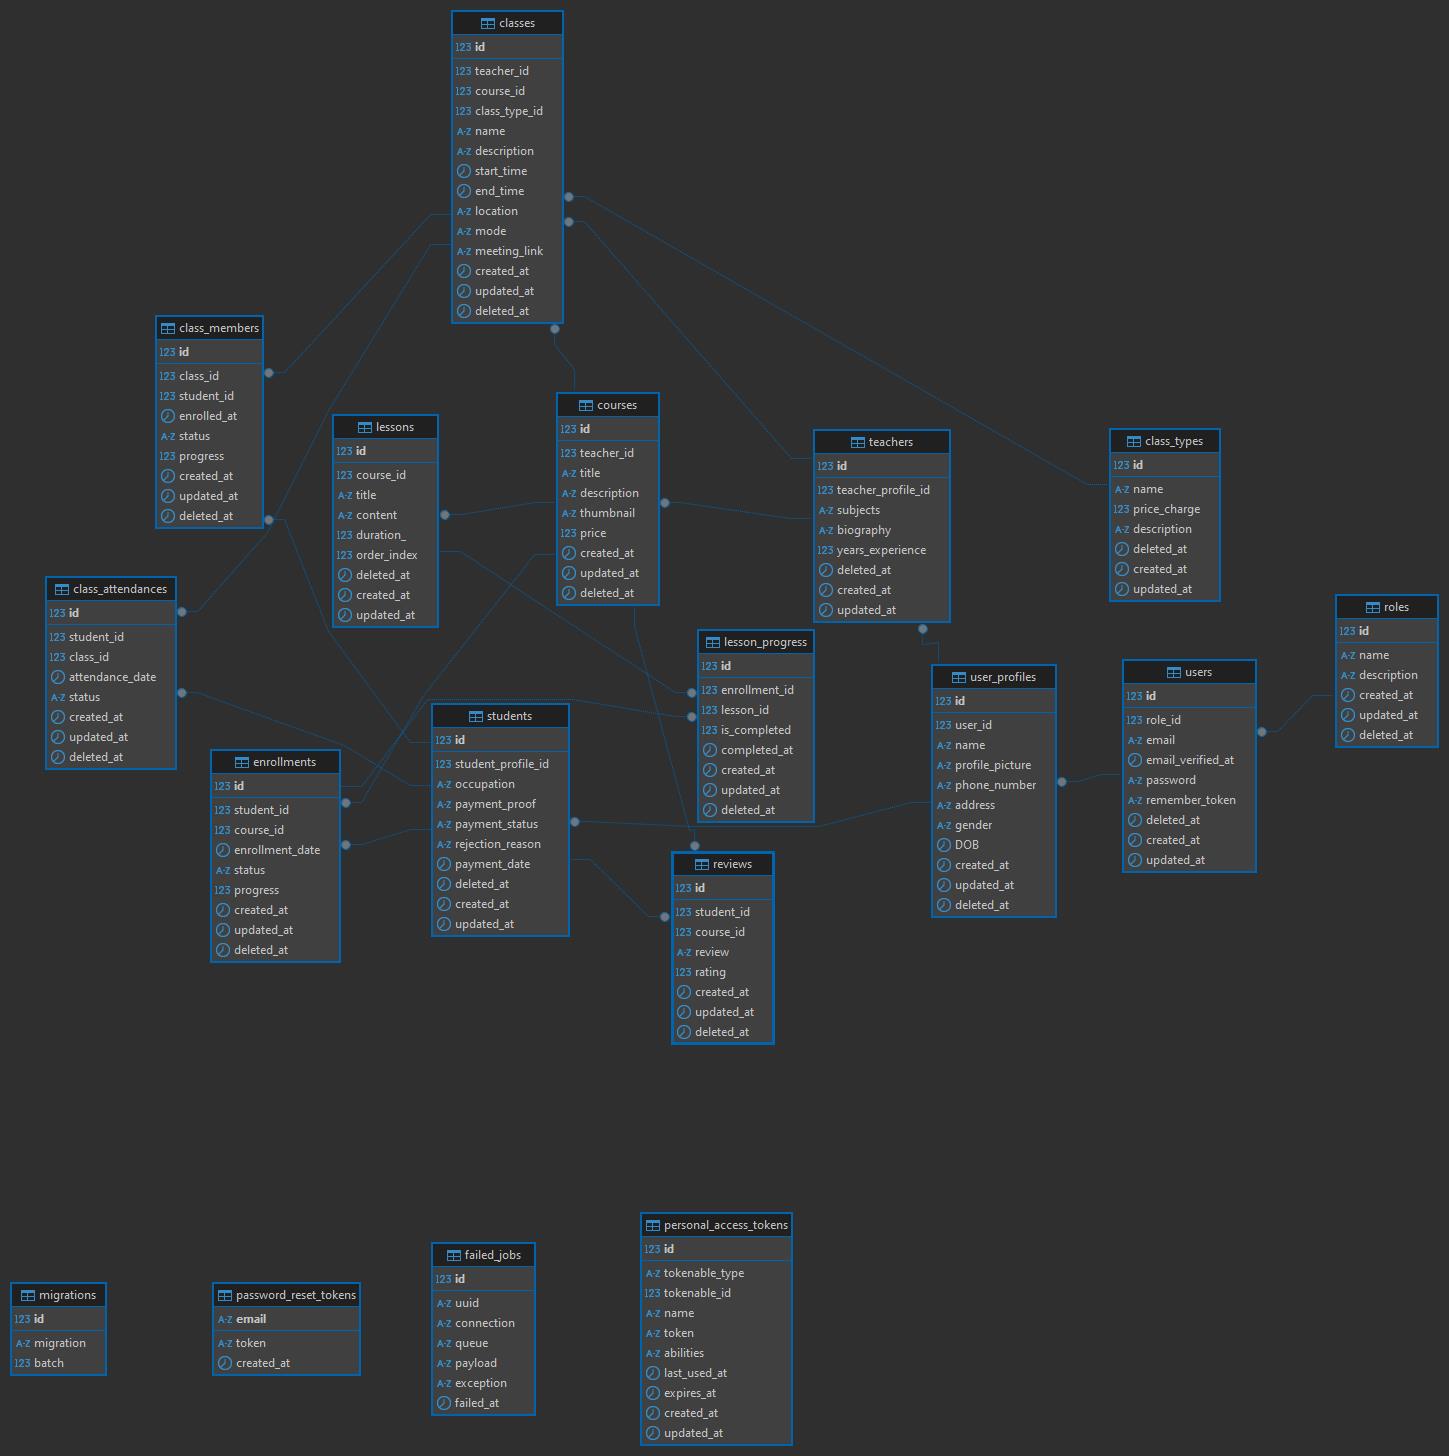 classes
123 id
123 teacher_id
123 course_id
123 class_type_id
A-Z name
A-Z description
start_time
end_time
A-Z location
A-Z mode
A-Z meeting_link
created_at
updated_at
deleted_at
class_members
123 id
123 class_id
123 student_id
enrolled_at
A-Z status
123 progress
created_at
updated_at
deleted_at
lessons
123 id
123 course_id
A-Z title
A-Z content
123 duration_
123 order_index
deleted_at
created_at
updated_at
courses
123 id
123 teacher_id
A-Z title
A-Z description
A-Z thumbnail
123 price
created_at
updated_at
deleted_at
teachers
123 id
123 teacher_profile_id
A-Z subjects
A-Z biography
123 years_experience
deleted_at
created_at
updated_at
class_types
123 id
A-Z name
123 price_charge
A-Z description
deleted_at
created_at
updated_at
class_attendances
123 id
123 student_id
123 class_id
attendance_date
A-Z status
created_at
updated_at
deleted_at
roles
123 id
A-Z name
A-Z description
created_at
updated_at
deleted_at
lesson_progress
123 id
123 enrollment_id
123 lesson_id
123 is_completed
completed_at
created_at
updated_at
deleted_at
user_profiles
123 id
123 user_id
A-Z name
A-Z profile_picture
A-Z phone_number
A-Z address
A-Z gender
DOB
created_at
updated_at
deleted_at
users
123 id
123 role_id
A-Z email
email_verified_at
A-Z password
A-Z remember_token
deleted_at
created_at
updated_at
students
123 id
123 student_profile_id
A-Z occupation
A-Z payment_proof
A-Z payment_status
A-Z rejection_reason
payment_date
deleted_at
created_at
updated_at
enrollments
123 id
123 student_id
123 course_id
enrollment_date
A-Z status
123 progress
created_at
updated_at
deleted_at
reviews
123 id
123 student_id
123 course_id
A-Z review
123 rating
created_at
updated_at
deleted_at
migrations
123 id
A-Z migration
123 batch
password_reset_tokens
A-Z email
A-Z token
created_at
failed_jobs
123 id
A-Z uuid
A-Z connection
A-Z queue
A-Z payload
A-Z exception
failed_at
personal_access_tokens
123 id
A-Z tokenable_type
123 tokenable_id
A-Z name
A-Z token
A-Z abilities
last_used_at
expires_at
created_at
updated_at